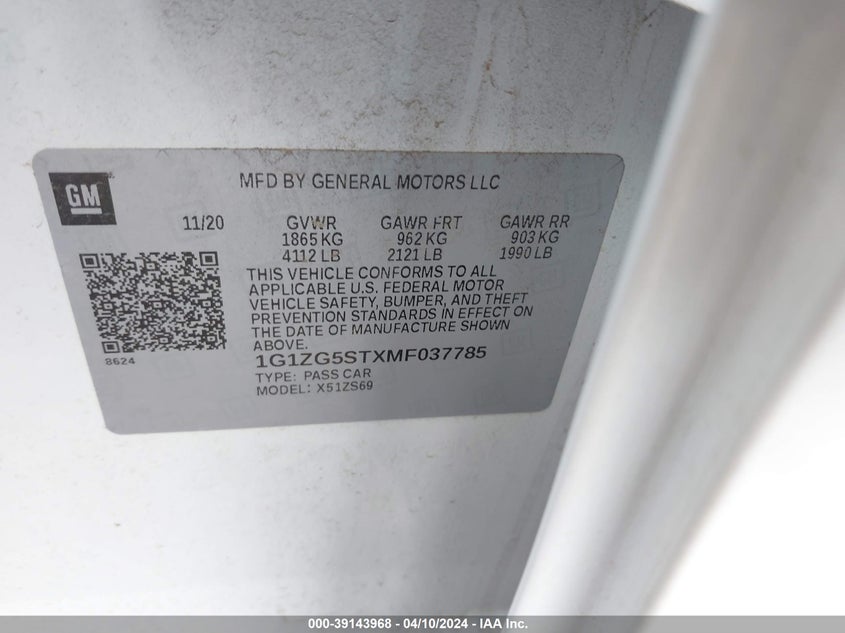 GM
MFD BY GENERAL MOTORS LLC
11/20 GVWR GAWR FRT GAWR RR
1865 KG 962 KG 903 KG
4112 LB 2121 LB 1990 LB
THIS VEHICLE CONFORMS TO ALL
APPLICABLE U.S. FEDERAL MOTOR
VEHICLE SAFETY, BUMPER, AND THEFT
PREVENTION STANDARDS IN EFFECT ON
THE DATE OF MANUFACTURE SHOWN
ABOVE.
8624
1G1ZG5STXMF037785
TYPE: PASS CAR
MODEL: X51ZS69
000-39143968 - 04/10/2024 - IAA Inc.